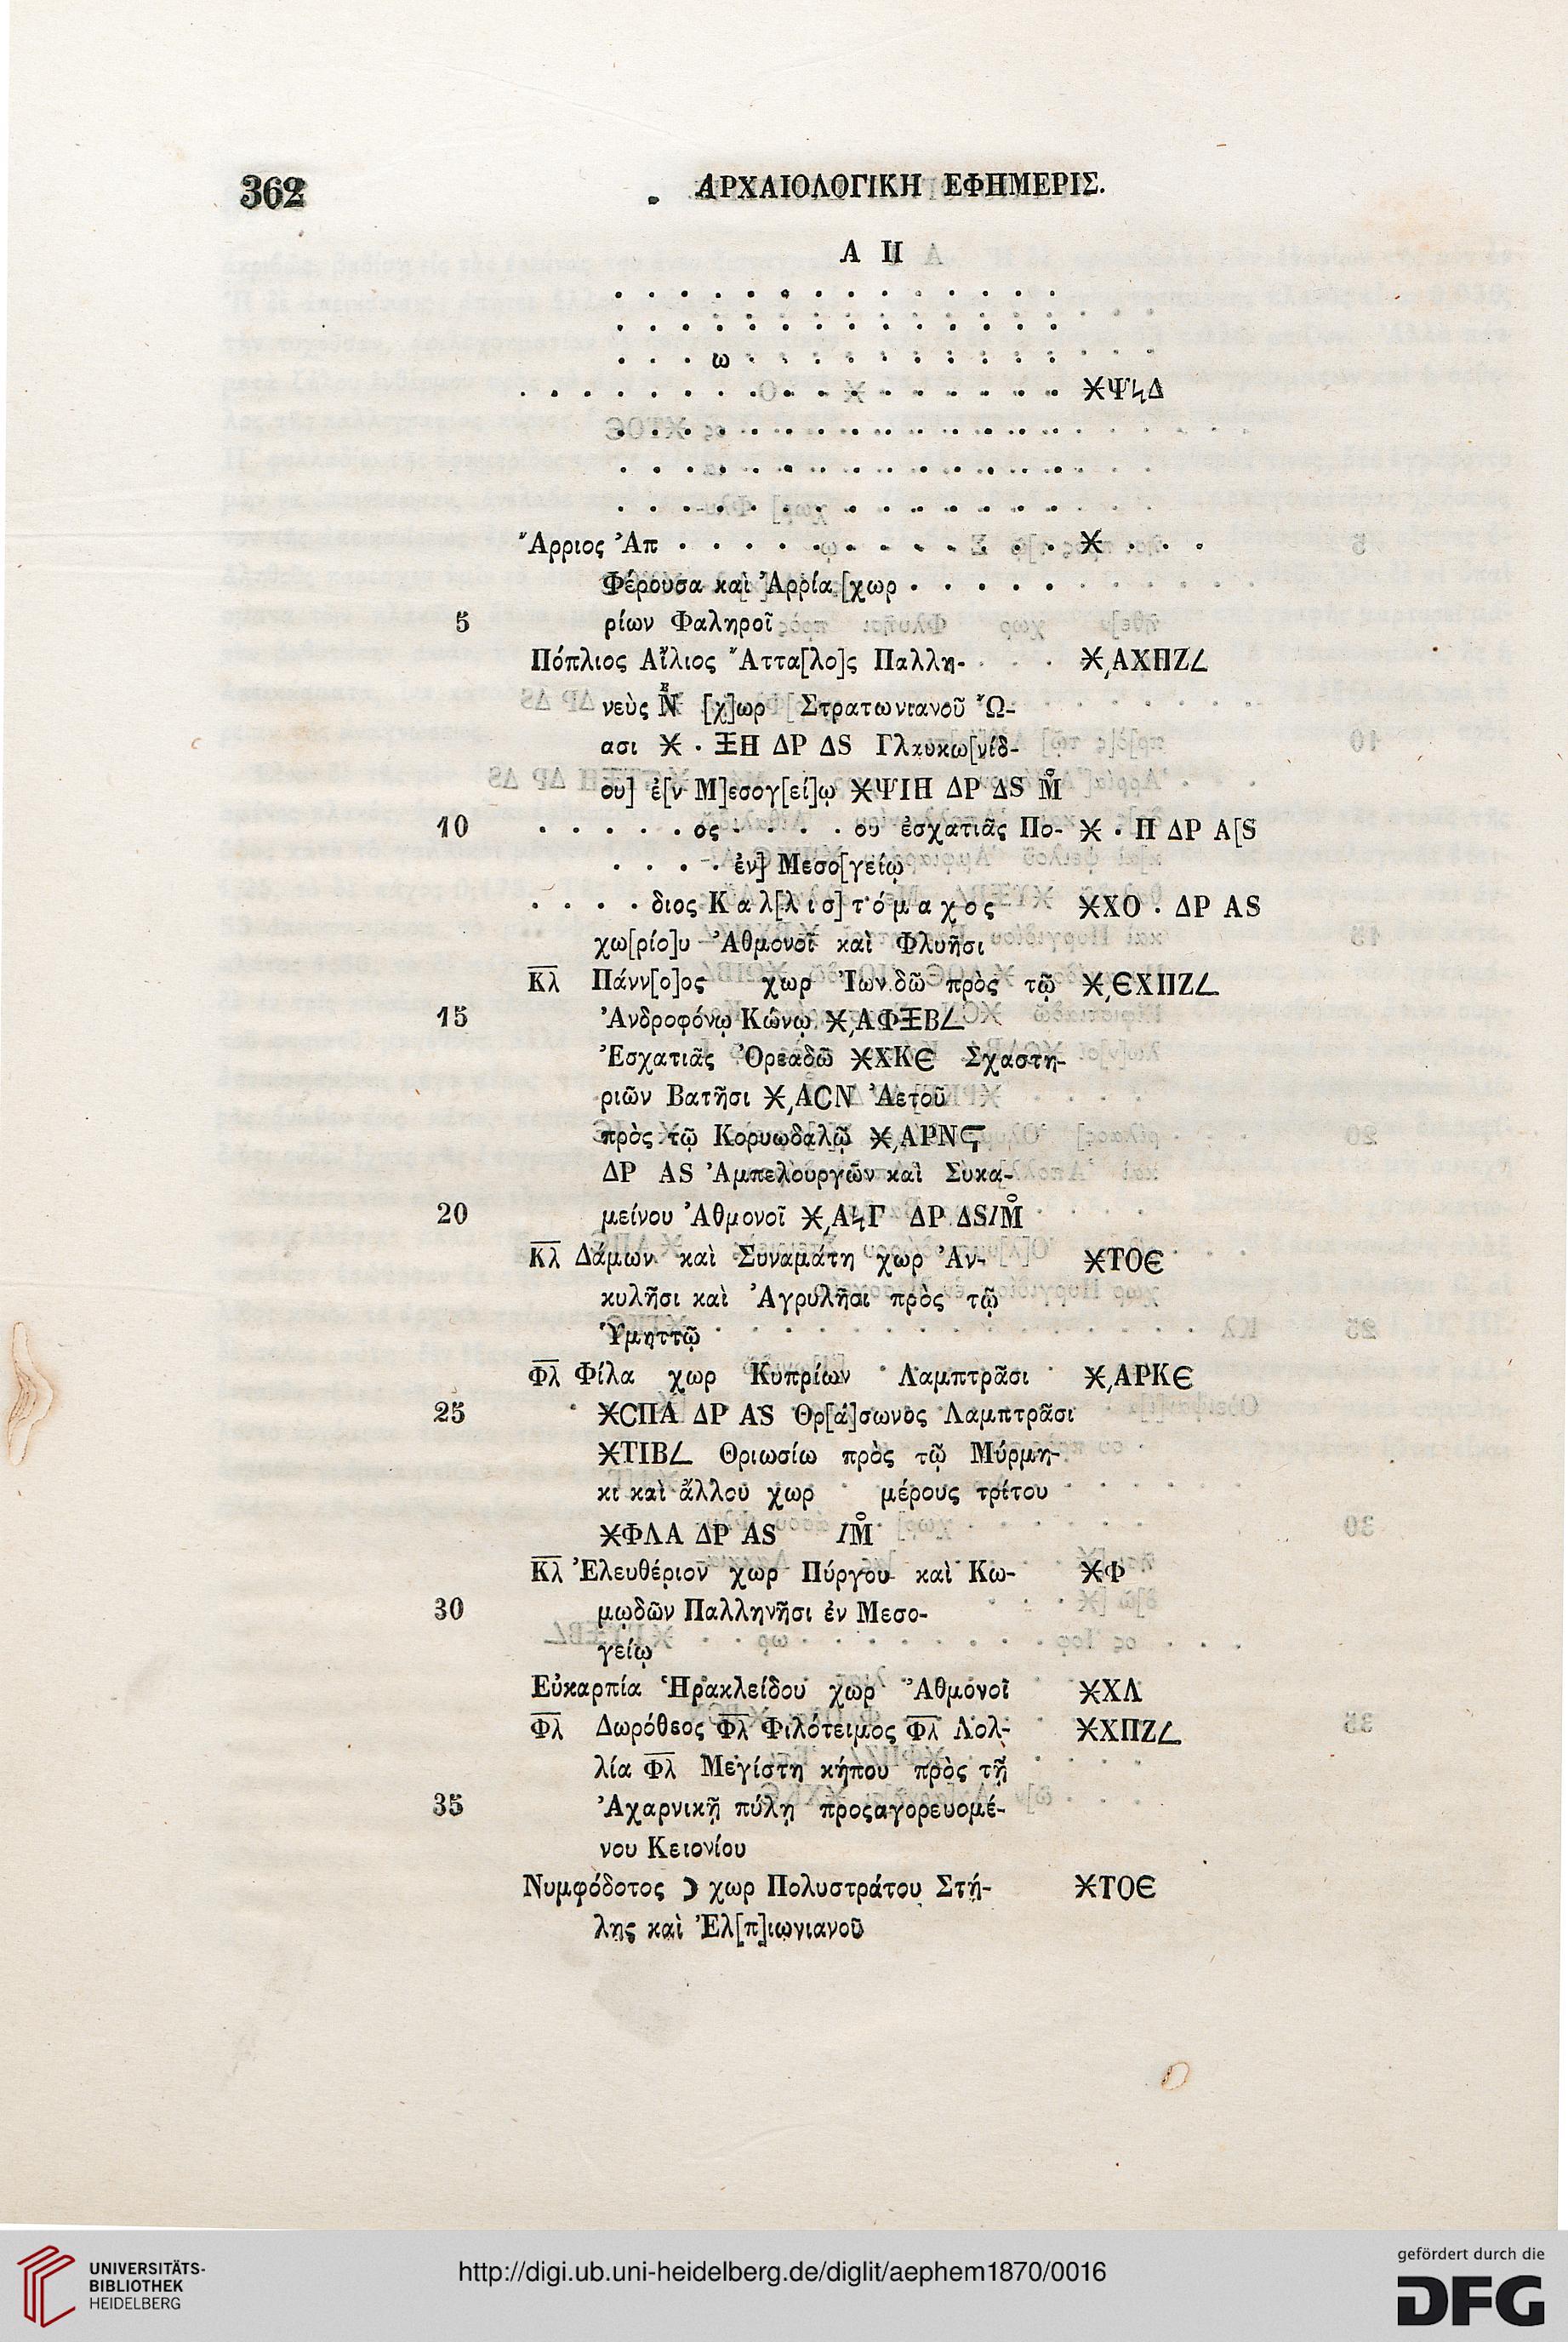 362
ΑΡΧΑΙΟΛΟΓΙΚΗ ΕΦΗΜΕΡΙΣ.
Α Π
. . . . . . . . . . . . . .
. . . . . . . . . . . . . .
. . . ω . . . . . . . . . .
. . . . . . . . . . . . . . . . . ⚹ΨϟΔ
. . . . . . . . . . . . . .
. . . . . . . . . . . . . .
. . . . . . . . . . . . . .
Ἄρριος Ἀπ . . . . . . . . . . . . ⚹ . . .
Φέρουσα καὶ Ἀρρία [χωρ . . . . . . . .
5 ρίων Φαληροῖ
Πόπλιος Αἴλιος Ἄττα[λο]ς Παλλη- ⚹͵ΑΧΠΖ∠
νεὺς Ν [χ]ωρ Στρατωνιανοῦ Ὤ-
ασι ⚹ . ΞΗ ΔΡ ΔS Γλαυκω[νίδ-
ου] ἐ[ν Μ]εσογ[εί]ῳ ⚹ΨΙΗ ΔΡ ΔS Μ̊
10 . . . . . ος . . . . ου ἐσχατιᾶς Πο- ⚹ . Π ΔΡ Α[S
. . . . ἐν] Μεσο[γείῳ
. . . . διος Καλ[λισ]τόμαχος ⚹ΧΟ . ΔΡ ΑS
χω[ρίο]υ Ἀθμονοῖ καὶ Φλυῆσι
Κλ Πάνν[ο]ος χωρ Ἰων.δῶ πρὸς τῷ ⚹͵ЄΧΠΖ∠
15 Ἀνδροφόνῳ Κώνῳ ⚹͵ΑΦΞΒ∠
Ἐσχατιᾶς Ὀρεαδῶ ⚹ΧΚЄ Σχαστη-
ριῶν Βατῆσι ⚹͵ΑCΝ Ἀετοῦ
πρὸς τῷ Κορυωδαλῷ ⚹͵ΑΡΝϚ
ΔΡ ΑS Ἀμπελουργῶν καὶ Συκα-
20 μείνου Ἀθμονοῖ ⚹͵ΑϟΓ ΔΡ ΔS/Μ̊
Κλ Δάμων καὶ Συναμάτη χωρ Ἀν- ⚹ΤΟЄ
κυλῆσι καὶ Ἀγρυλῆσι πρὸς τῷ
Ὑμηττῷ
Φλ Φίλα χωρ Κυπρίων Λαμπτρᾶσι ⚹͵ΑΡΚЄ
25 ⚹CΠΑ ΔΡ ΑS Θρ[ά]σωνος Λαμπτρᾶσι
⚹ΤΙΒ∠ Θριωσίω πρὸς τῷ Μύρμη-
κι καὶ ἄλλου χωρ μέρους τρίτου
⚹ΦΛΑ ΔΡ ΑS /Μ̊
Κλ Ἐλευθέριον χωρ Πύργου καὶ Κω- ⚹Φ
30 μῳδῶν Παλληνῆσι ἐν Μεσο-
γείῳ
Εὐκαρπία Ἡρακλείδου χωρ Ἀθμονοῖ ⚹ΧΛ
Φλ Δωρόθεος Φλ Φιλότειμος Φλ Λολ- ⚹ΧΠΖ∠
λία Φλ Μεγίστη κήπου πρὸς τῇ
35 Ἀχαρνικῇ πύλῃ προςαγορευομέ-
νου Κειονίου
Νυμφόδοτος Ͻ χωρ Πολυστράτου Στή- ⚹ΤΟЄ
λης καὶ Ἐλ[π]ιωνιανοῦ
UNIVERSITÄTS-
BIBLIOTHEK
HEIDELBERG
http://digi.ub.uni-heidelberg.de/diglit/aephem1870/0016
gefördert durch die
DFG